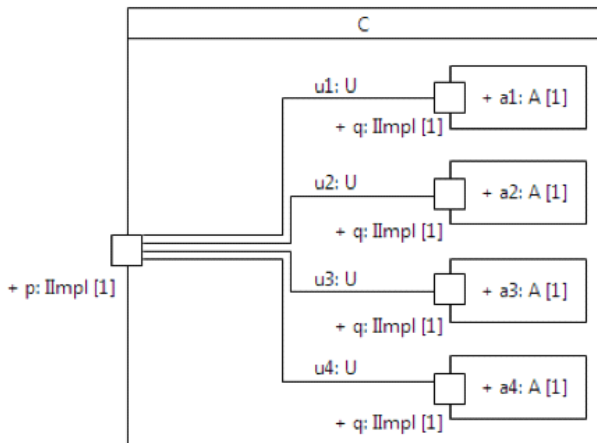 C
u1: U
+ a1: A [1]
+ q: IImpl [1]
u2: U
+ a2: A [1]
+ q: IImpl [1]
+ p: IImpl [1]
u3: U
+ a3: A [1]
+ q: IImpl [1]
u4: U
+ a4: A [1]
+ q: IImpl [1]